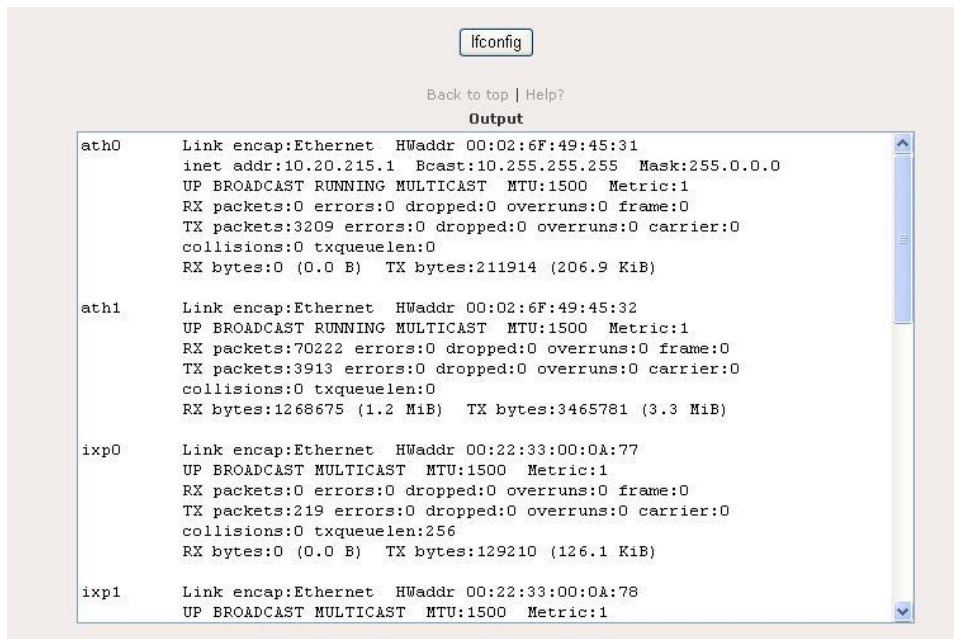 Ifconfig
Back to top | Help?
Output
ath0 Link encap:Ethernet HWaddr 00:02:6F:49:45:31
inet addr:10.20.215.1 Bcast:10.255.255.255 Mask:255.0.0.0
UP BROADCAST RUNNING MULTICAST MTU:1500 Metric:1
RX packets:0 errors:0 dropped:0 overruns:0 frame:0
TX packets:3209 errors:0 dropped:0 overruns:0 carrier:0
collisions:0 txqueuelen:0
RX bytes:0 (0.0 B) TX bytes:211914 (206.9 KiB)
ath1 Link encap:Ethernet HWaddr 00:02:6F:49:45:32
UP BROADCAST RUNNING MULTICAST MTU:1500 Metric:1
RX packets:70222 errors:0 dropped:0 overruns:0 frame:0
TX packets:3913 errors:0 dropped:0 overruns:0 carrier:0
collisions:0 txqueuelen:0
RX bytes:1268675 (1.2 MiB) TX bytes:3465781 (3.3 MiB)
ixp0 Link encap:Ethernet HWaddr 00:22:33:00:0A:77
UP BROADCAST MULTICAST MTU:1500 Metric:1
RX packets:0 errors:0 dropped:0 overruns:0 frame:0
TX packets:219 errors:0 dropped:0 overruns:0 carrier:0
collisions:0 txqueuelen:256
RX bytes:0 (0.0 B) TX bytes:129210 (126.1 KiB)
ixp1 Link encap:Ethernet HWaddr 00:22:33:00:0A:78
UP BROADCAST MULTICAST MTU:1500 Metric:1